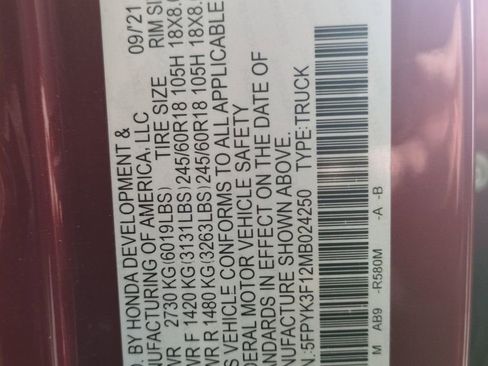 D. BY HONDA DEVELOPMENT & 09/21
NUFACTURING OF AMERICA, LLC
TIRE SIZE RIM SI
WR 2730 KG(6019LBS)
WR F 1420 KG(3131LBS) 245/60R18 105H 18X8.
WR R 1480 KG(3263LBS) 245/60R18 105H 18X8.
S VEHICLE CONFORMS TO ALL APPLICABLE
DERAL MOTOR VEHICLE SAFETY
ANDARDS IN EFFECT ON THE DATE OF
NUFACTURE SHOWN ABOVE.
N:5FPYK3F12MB024250 TYPE:TRUCK
M AB9 -R580M -A -B